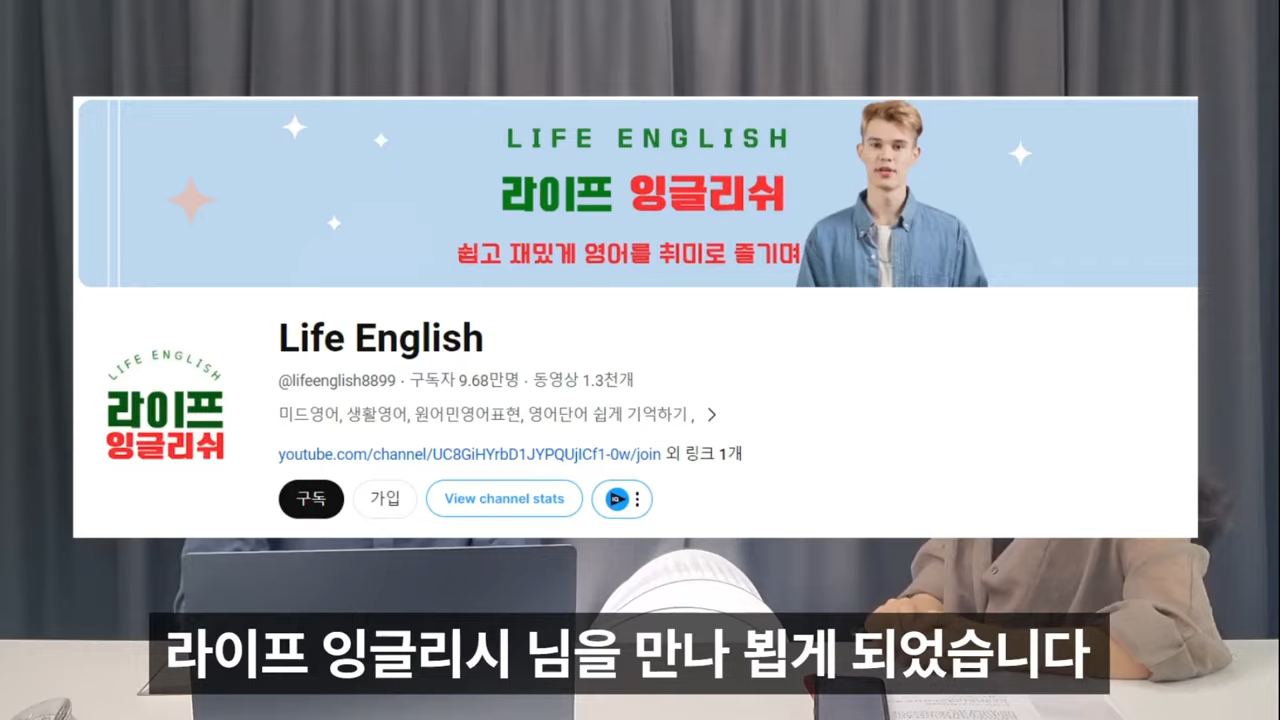 LIFE ENGLISH
라이프 잉글리쉬
쉽고 재밌게 영어를 취미로 즐기며
LIFE ENGLISH
라이프
잉글리쉬
Life English
@lifeenglish8899 · 구독자 9.68만명 · 동영상 1.3천개
미드영어, 생활영어, 원어민영어표현, 영어단어 쉽게 기억하기 ,
youtube.com/channel/UC8GiHYrbD1JYPQUjICf1-0w/join 외 링크 1개
구독 가입 View channel stats
라이프 잉글리시 님을 만나 뵙게 되었습니다